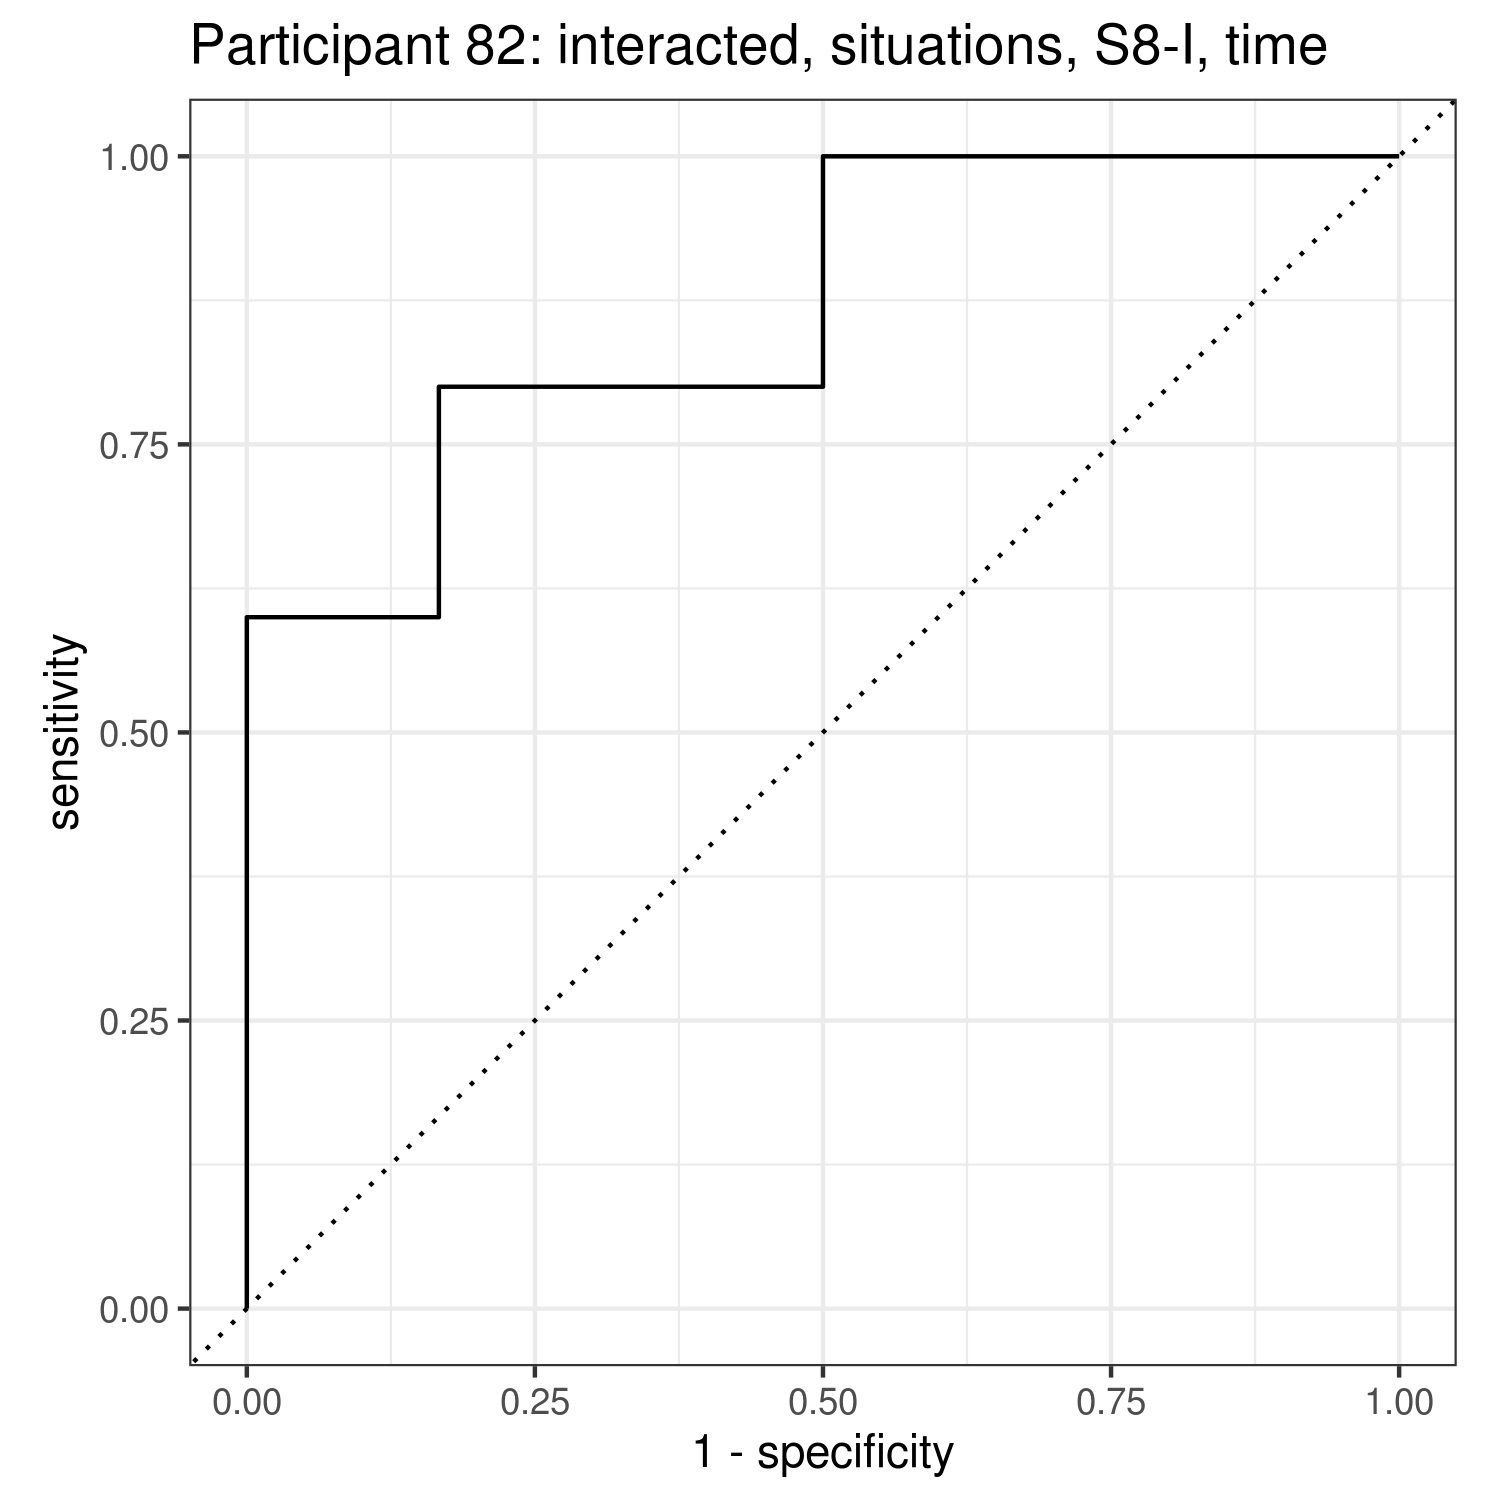 Participant 82: interacted, situations, S8-I, time
1.00
0.75
0.50
0.25
0.00
sensitivity
0.00 0.25 0.50 0.75 1.00
1 - specificity